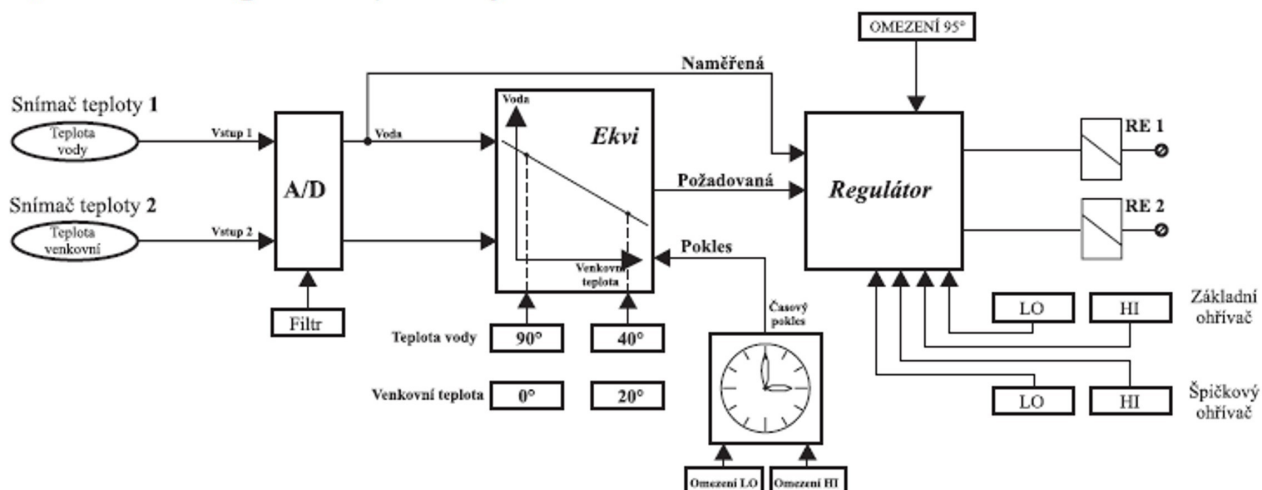 OMEZENÍ 95°
Naměřená
Snímač teploty 1
Teplota
vody
Vstup 1
A/D
Voda
Voda
Ekvi
Požadovaná
Regulátor
RE 1
RE 2
Snímač teploty 2
Teplota
venkovní
Vstup 2
Pokles
Venkovní
teplota
Filtr
Časový
pokles
Teplota vody
90°
40°
Venkovní teplota
0°
20°
LO
HI
Základní
ohřívač
LO
HI
Špičkový
ohřívač
Omezení LO
Omezení HI